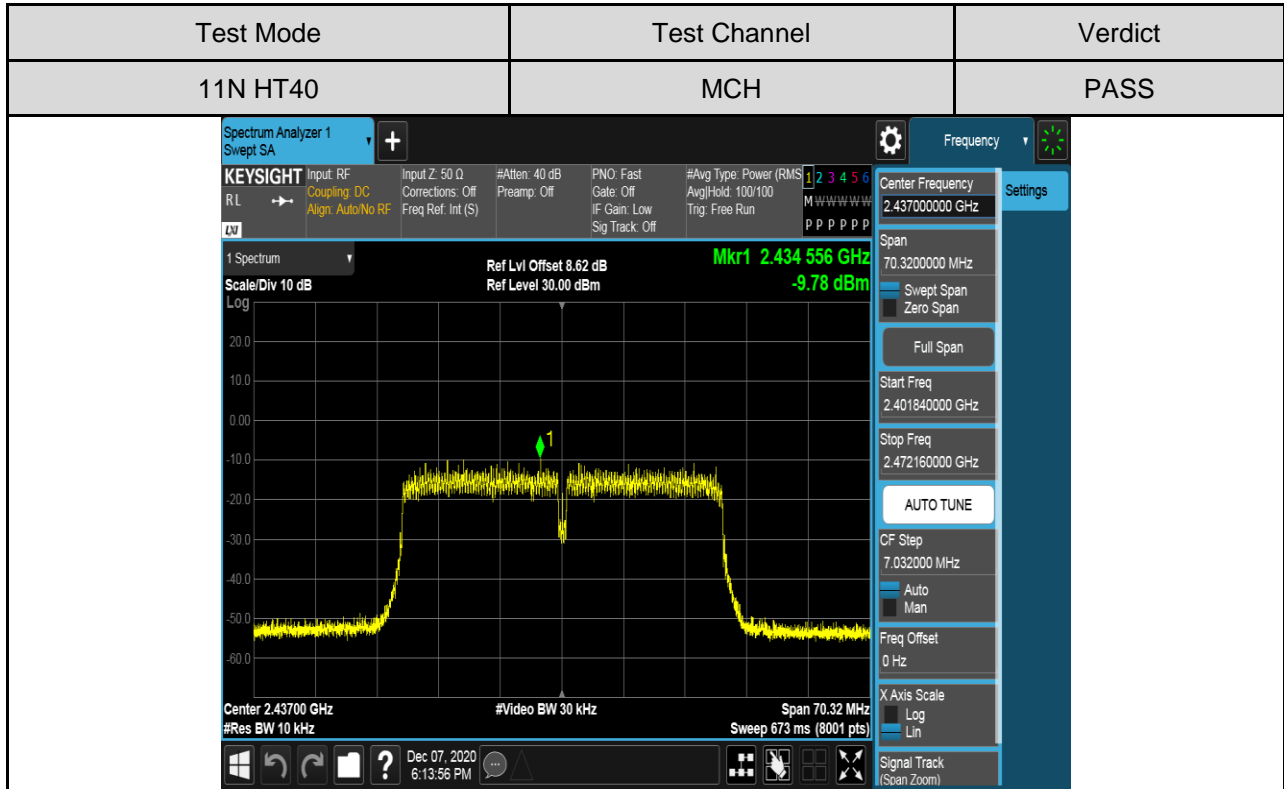 Test Mode Test Channel Verdict
11N HT40 MCH PASS
Spectrum Analyzer 1
Swept SA
Frequency
KEYSIGHT
RL
LXI
Input: RF
Coupling: DC
Align: Auto/No RF
Input Z: 50 Ω
Corrections: Off
Freq Ref: Int (S)
#Atten: 40 dB
Preamp: Off
PNO: Fast
Gate: Off
IF Gain: Low
Sig Track: Off
#Avg Type: Power (RMS
Avg|Hold: 100/100
Trig: Free Run
1 2 3 4 5 6
M W W W W W
P P P P P P
1 Spectrum
Scale/Div 10 dB
Ref Lvl Offset 8.62 dB
Ref Level 30.00 dBm
Mkr1 2.434 556 GHz
-9.78 dBm
Log
20.0
10.0
0.00
-10.0
-20.0
-30.0
-40.0
-50.0
-60.0
1
Center 2.43700 GHz
#Res BW 10 kHz
#Video BW 30 kHz
Span 70.32 MHz
Sweep 673 ms (8001 pts)
Dec 07, 2020
6:13:56 PM
Center Frequency
2.437000000 GHz
Settings
Span
70.3200000 MHz
Swept Span
Zero Span
Full Span
Start Freq
2.401840000 GHz
Stop Freq
2.472160000 GHz
AUTO TUNE
CF Step
7.032000 MHz
Auto
Man
Freq Offset
0 Hz
X Axis Scale
Log
Lin
Signal Track
(Span Zoom)